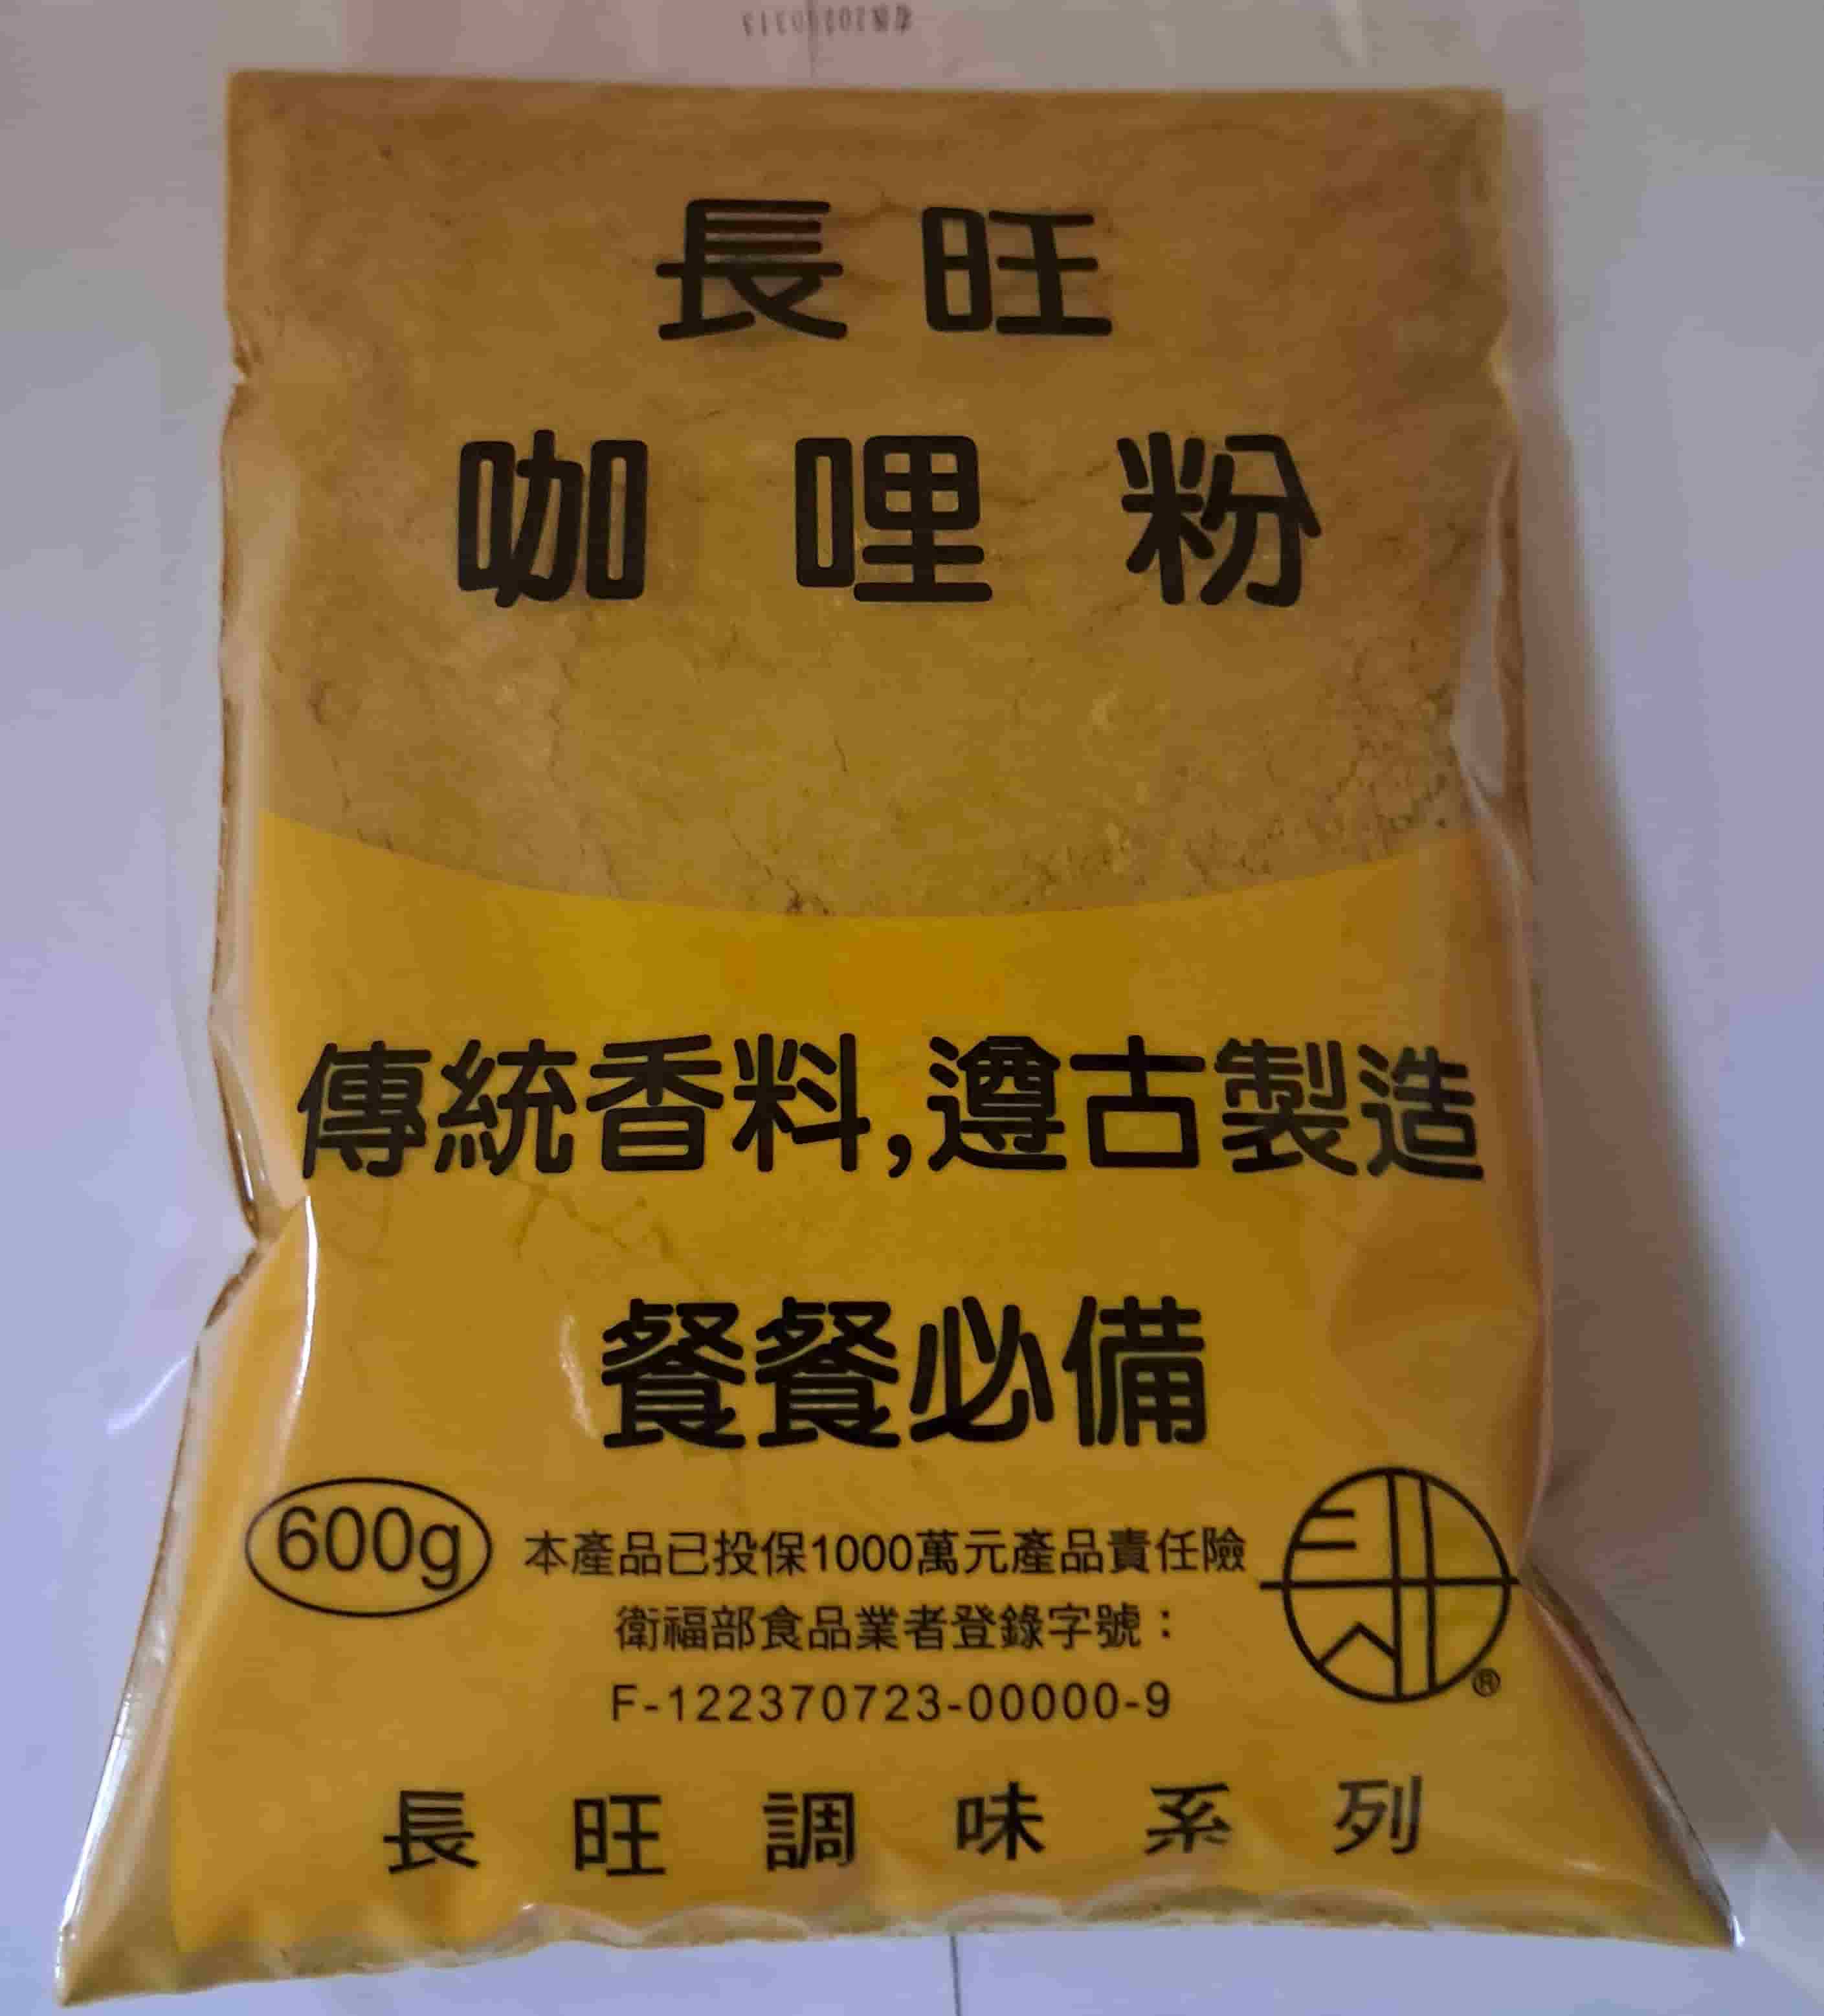 長旺
咖哩粉
傳統香料,遵古製造
餐餐必備
600g
本產品已投保1000萬元產品責任險
衛福部食品業者登錄字號：
F-122370723-00000-9
®
長旺調味系列